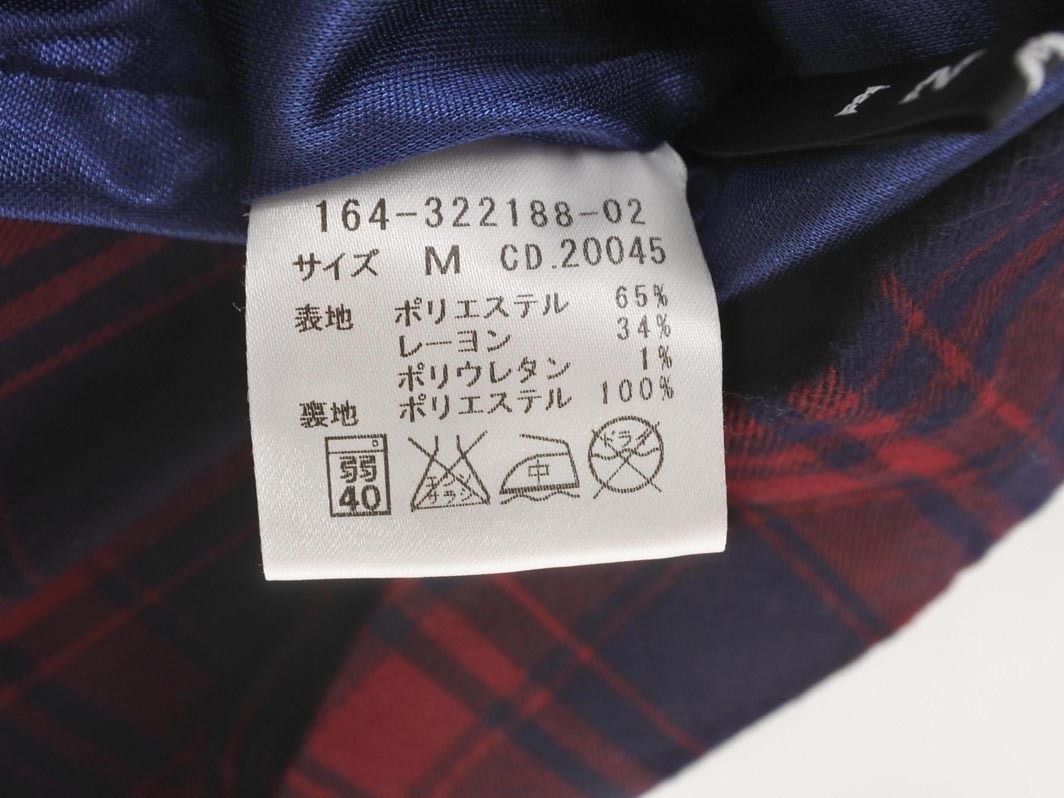 164-322188-02
サイズ M CD.20045
表地 ポリエステル 65%
レーヨン 34%
ポリウレタン 1%
裏地 ポリエステル 100%
弱 40 エンソ サラシ 中 ドライ